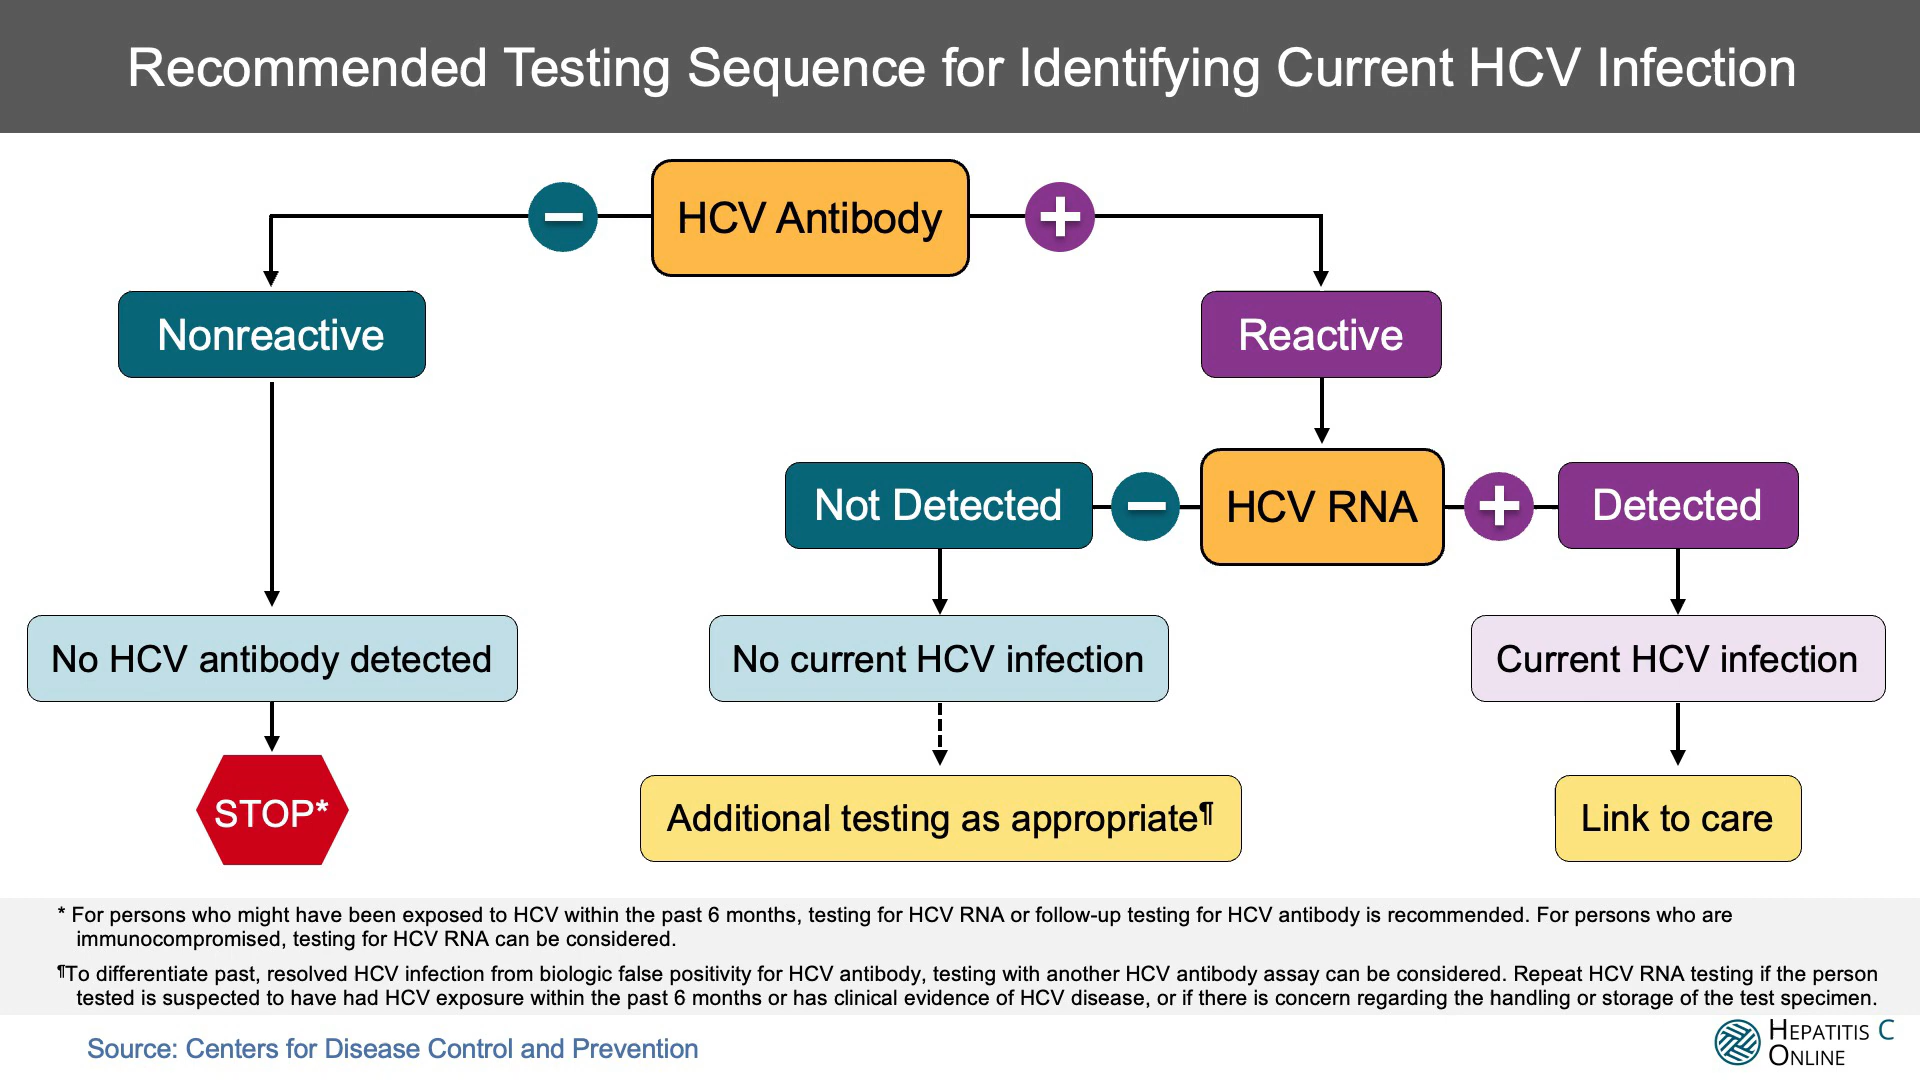 Recommended Testing Sequence for Identifying Current HCV Infection
HCV Antibody
Nonreactive
Reactive
Not Detected
HCV RNA
Detected
No HCV antibody detected
No current HCV infection
Current HCV infection
STOP*
Additional testing as appropriate¶
Link to care
* For persons who might have been exposed to HCV within the past 6 months, testing for HCV RNA or follow-up testing for HCV antibody is recommended. For persons who are
immunocompromised, testing for HCV RNA can be considered.
¶To differentiate past, resolved HCV infection from biologic false positivity for HCV antibody, testing with another HCV antibody assay can be considered. Repeat HCV RNA testing if the person
tested is suspected to have had HCV exposure within the past 6 months or has clinical evidence of HCV disease, or if there is concern regarding the handling or storage of the test specimen.
Source: Centers for Disease Control and Prevention
HEPATITIS C
ONLINE